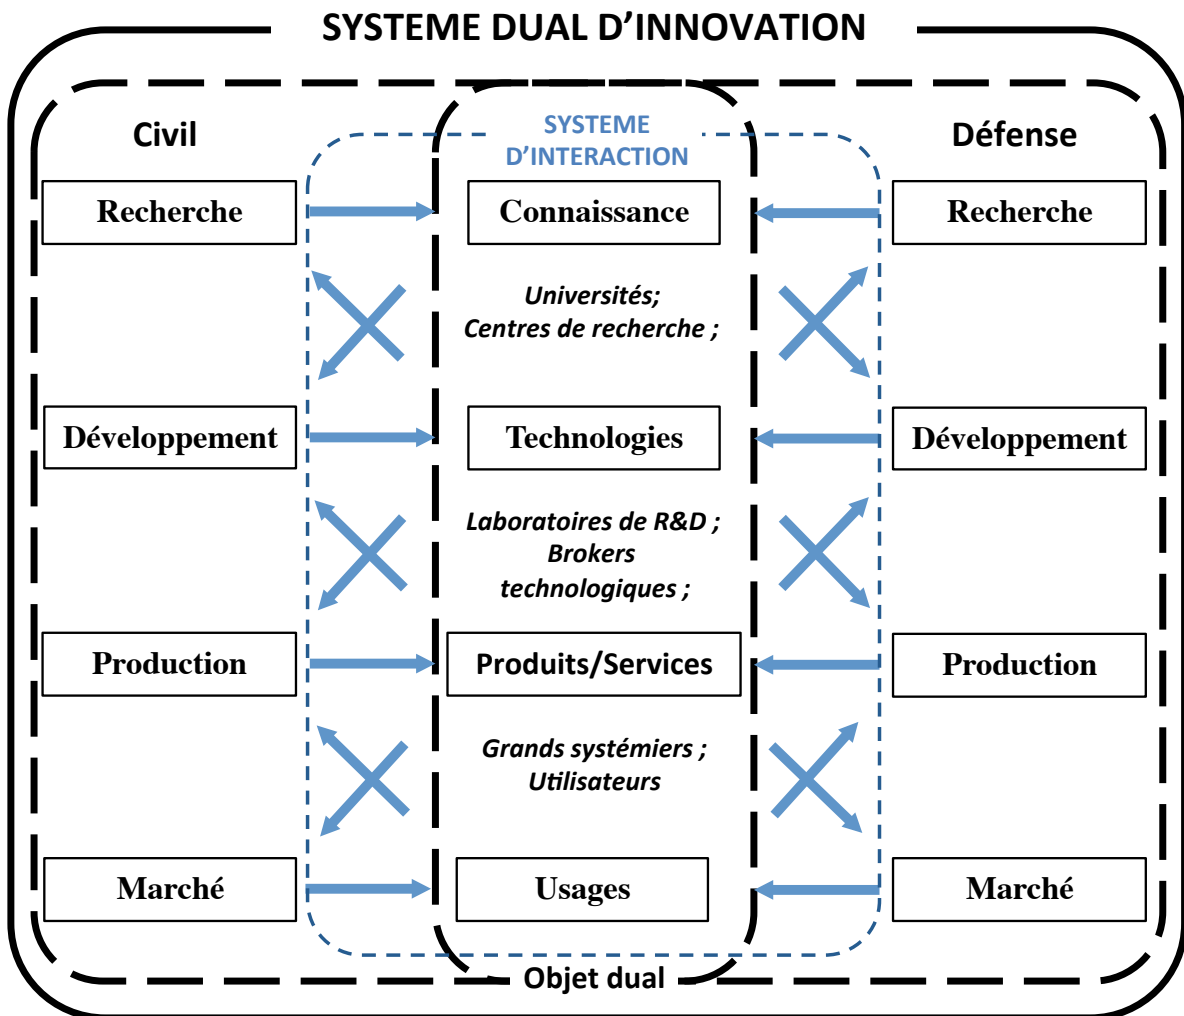 SYSTEME DUAL D'INNOVATION
Civil
SYSTEME
D'INTERACTION
Défense
Recherche
Connaissance
Recherche
Universités;
Centres de recherche ;
Développement
Technologies
Développement
Laboratoires de R&D ;
Brokers
technologiques ;
Production
Produits/Services
Production
Grands systémiers ;
Utilisateurs
Marché
Usages
Marché
Objet dual